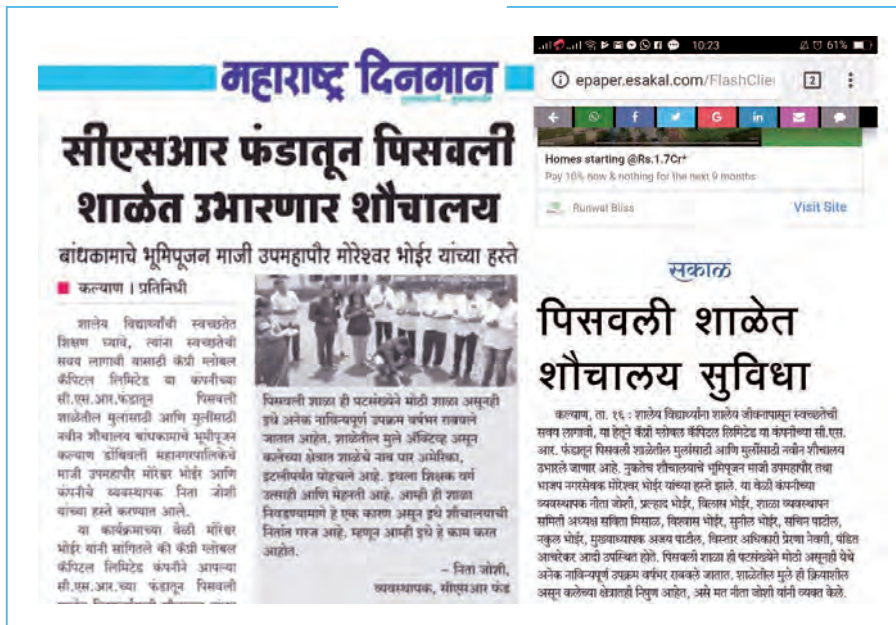 महाराष्ट्र दिनमान
सीएसआर फंडातून पिसवली
शाळेत उभारणार शौचालय
बांधकामाचे भूमिपूजन माजी उपमहापौर मोरेश्वर भोईर यांच्या हस्ते
कल्याण । प्रतिनिधी
शालेय विद्यार्थ्यांची स्वच्छतेत
शिक्षण घ्यावे, त्यांना स्वच्छतेची
सवय लागावी यासाठी कॅप्री ग्लोबल
कॅपिटल लिमिटेड या कंपनीच्या
सी.एस.आर.फंडातून पिसवली
शाळेतील मुलांसाठी आणि मुलींसाठी
नवीन शौचालय बांधकामाचे भूमीपूजन
कल्याण डोंबिवली महानगरपालिकेचे
माजी उपमहापौर मोरेश्वर भोईर आणि
कंपनीचे व्यवस्थापक निता जोशी
यांच्या हस्ते करण्यात आले.
या कार्यक्रमाच्या वेळी मोरेश्वर
भोईर यांनी सांगितले की कॅप्री ग्लोबल
कॅपिटल लिमिटेड कंपनीने आपल्या
सी.एस.आर.च्या फंडातून पिसवली
पिसवली शाळा ही पटसंख्येने मोठी शाळा असूनही
इथे अनेक नाविन्यपूर्ण उपक्रम वर्षभर राबवले
जातात आहेत. शाळेतील मुले अ‍ॅक्टिव्ह असून
कलेच्या क्षेत्रात शाळेचे नाव पार अमेरिका,
इटलीपर्यंत पोहचले आहे. इथला शिक्षक वर्ग
उत्साही आणि मेहनती आहे. आम्ही ही शाळा
निवडण्यामागे हे एक कारण असून इथे शौचालयाची
नितांत गरज आहे. म्हणून आम्ही इथे हे काम करत
आहोत.
– निता जोशी,
व्यवस्थापक, सीएसआर फंड
10:23 61%
epaper.esakal.com/FlashClie 2
Homes starting @Rs.1.7Cr*
Pay 10% now & nothing for the next 9 months
Runwal Bliss Visit Site
सकाळ
पिसवली शाळेत
शौचालय सुविधा
कल्याण, ता. १६ : शालेय विद्यार्थ्यांना शालेय जीवनापासून स्वच्छतेची
सवय लागावी, या हेतूने कॅप्री ग्लोबल कॅपिटल लिमिटेड या कंपनीच्या सी.एस.
आर. फंडातून पिसवली शाळेतील मुलांसाठी आणि मुलींसाठी नवीन शौचालय
उभारले जाणार आहे. नुकतेच शौचालयाचे भूमिपूजन माजी उपमहापौर तथा
भाजप नगरसेवक मोरेश्वर भोईर यांच्या हस्ते झाले. या वेळी कंपनीच्या
व्यवस्थापक नीता जोशी, प्रल्हाद भोईर, विलास भोईर, शाळा व्यवस्थापन
समिती अध्यक्ष सविता मिसाळ, विश्वास भोईर, सुनील भोईर, सचिन पाटील,
नकुल भोईर, मुख्याध्यापक अजय पाटील, विस्तार अधिकारी प्रेरणा नेवगी, पंडित
आचरेकर आदी उपस्थित होते. पिसवली शाळा ही पटसंख्येने मोठी असूनही येथे
अनेक नाविन्यपूर्ण उपक्रम वर्षभर राबवले जातात. शाळेतील मुले ही क्रियाशील
असून कलेच्या क्षेत्रातही निपुण आहेत, असे मत नीता जोशी यांनी व्यक्त केले.